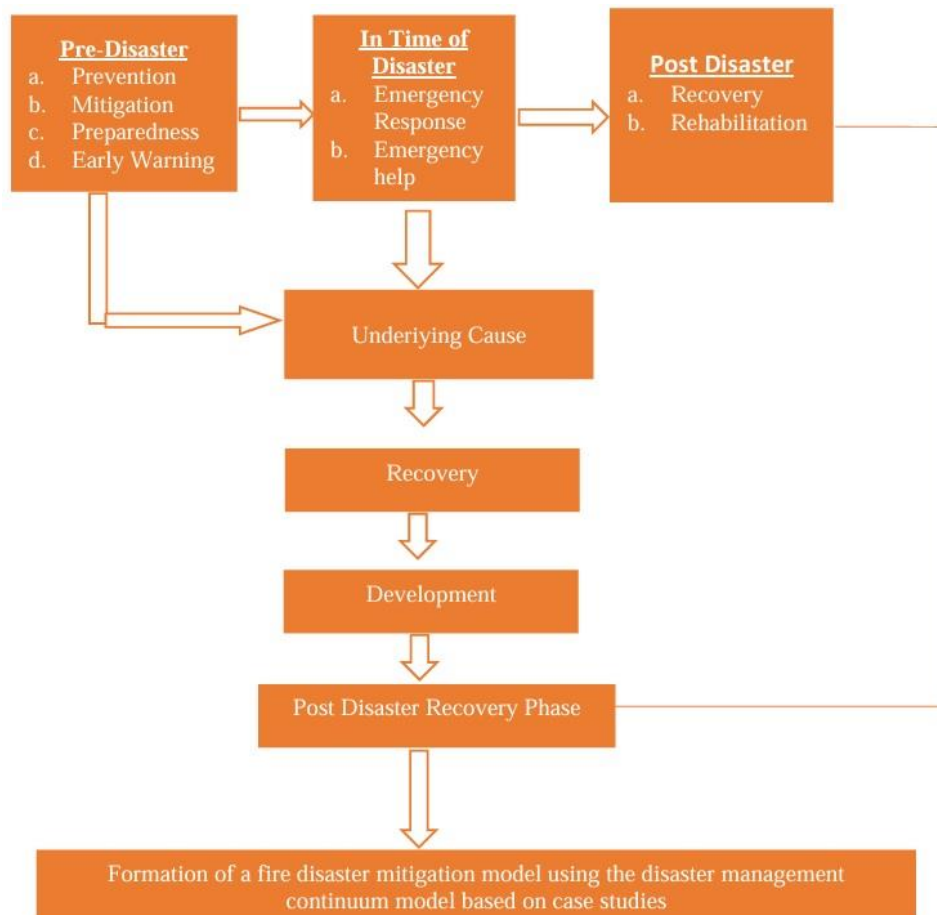 Pre-Disaster
a. Prevention
b. Mitigation
c. Preparedness
d. Early Warning
In Time of
Disaster
a. Emergency
Response
b. Emergency
help
Post Disaster
a. Recovery
b. Rehabilitation
Underiying Cause
Recovery
Development
Post Disaster Recovery Phase
Formation of a fire disaster mitigation model using the disaster management
continuum model based on case studies